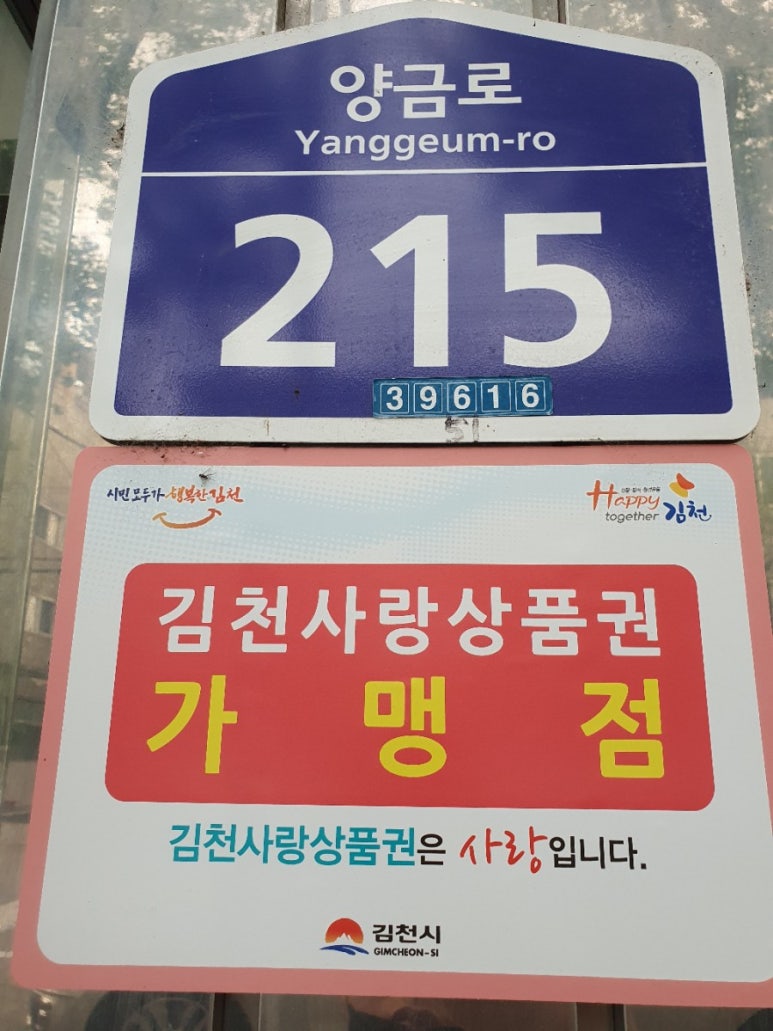 양금로
Yanggeum-ro
215
39616
51
시민 모두가 행복한 김천
Happy
together 김천
김천사랑상품권
가 맹 점
김천사랑상품권은 사랑입니다.
김천시
GIMCHEON-SI